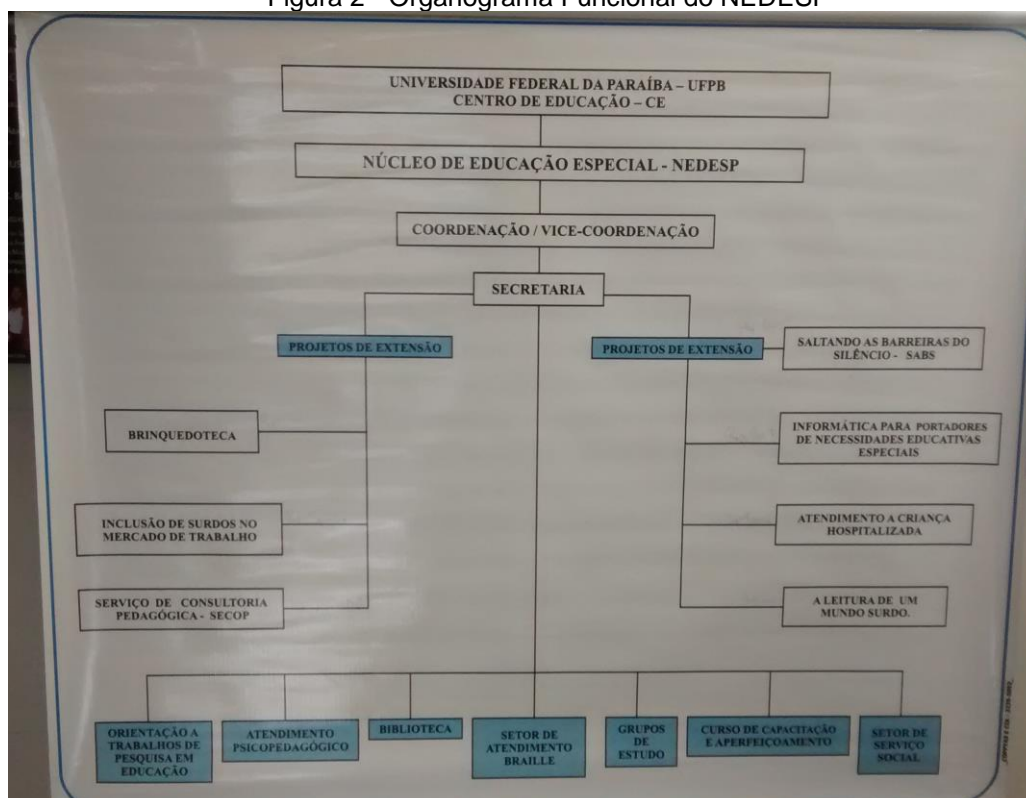 Figura 2 - Organograma Funcional do NEDESP
UNIVERSIDADE FEDERAL DA PARAÍBA – UFPB
CENTRO DE EDUCAÇÃO – CE
NÚCLEO DE EDUCAÇÃO ESPECIAL - NEDESP
COORDENAÇÃO / VICE-COORDENAÇÃO
SECRETARIA
PROJETOS DE EXTENSÃO
PROJETOS DE EXTENSÃO
SALTANDO AS BARREIRAS DO
SILÊNCIO - SABS
BRINQUEDOTECA
INFORMÁTICA PARA PORTADORES
DE NECESSIDADES EDUCATIVAS
ESPECIAIS
INCLUSÃO DE SURDOS NO
MERCADO DE TRABALHO
ATENDIMENTO A CRIANÇA
HOSPITALIZADA
SERVIÇO DE CONSULTORIA
PEDAGÓGICA - SECOP
A LEITURA DE UM
MUNDO SURDO.
ORIENTAÇÃO A
TRABALHOS DE
PESQUISA EM
EDUCAÇÃO
ATENDIMENTO
PSICOPEDAGÓGICO
BIBLIOTECA
SETOR DE
ATENDIMENTO
BRAILLE
GRUPOS
DE
ESTUDO
CURSO DE CAPACITAÇÃO
E APERFEIÇOAMENTO
SETOR DE
SERVIÇO
SOCIAL